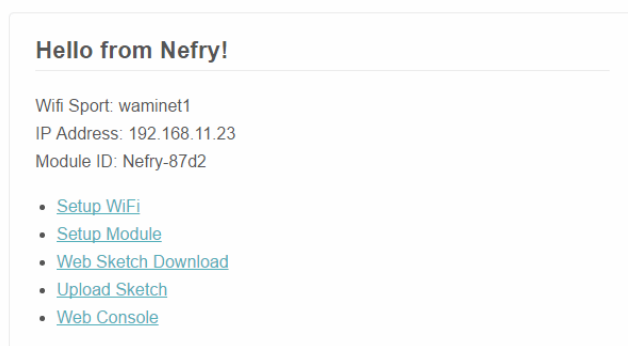 Hello from Nefry!
Wifi Sport: waminet1
IP Address: 192.168.11.23
Module ID: Nefry-87d2
Setup WiFi
Setup Module
Web Sketch Download
Upload Sketch
Web Console